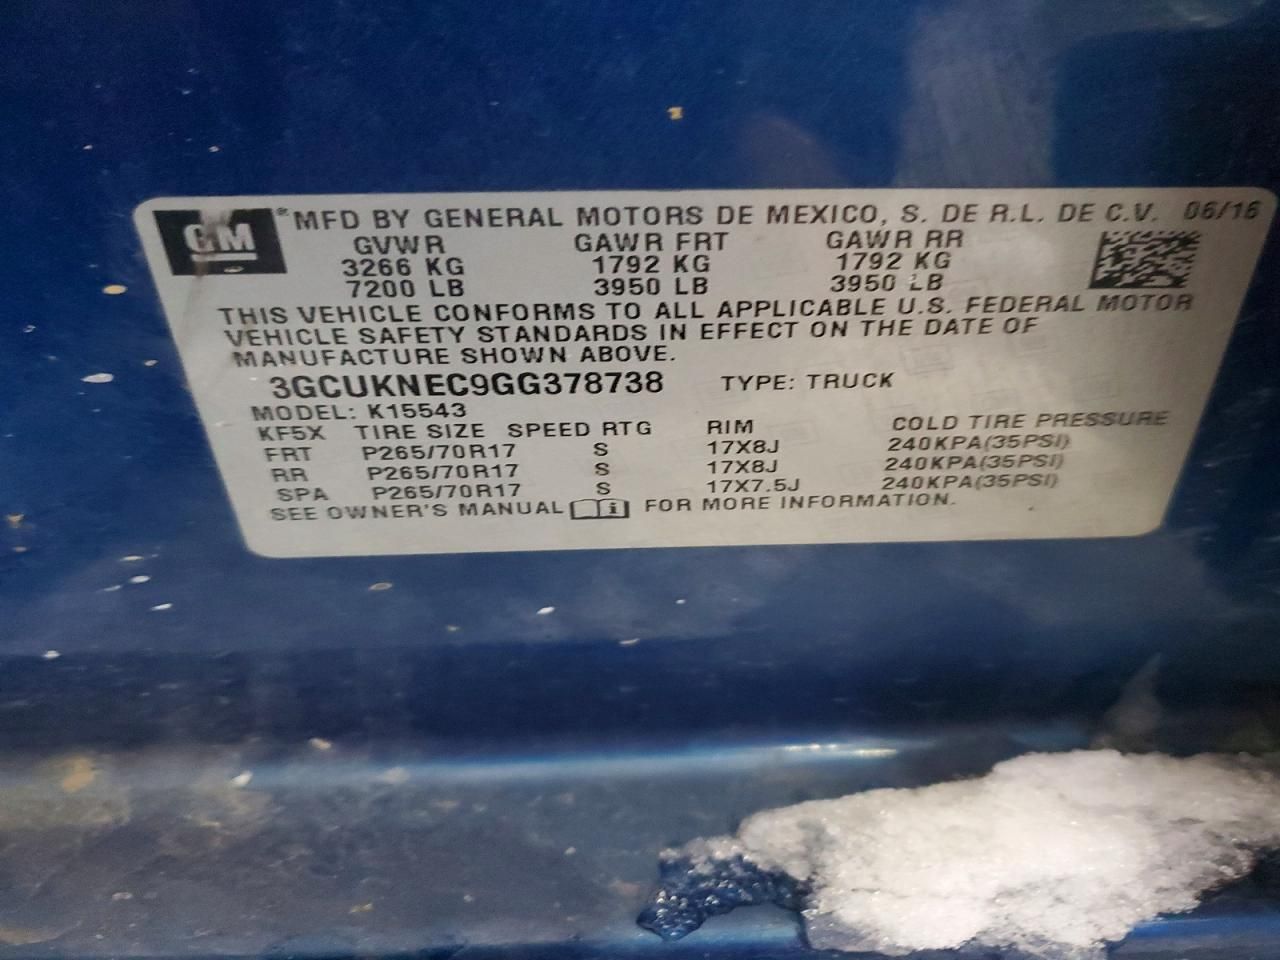 GM ® MFD BY GENERAL MOTORS DE MEXICO, S. DE R.L. DE C.V. 06/16
GVWR GAWR FRT GAWR RR
3266 KG 1792 KG 1792 KG
7200 LB 3950 LB 3950 LB
THIS VEHICLE CONFORMS TO ALL APPLICABLE U.S. FEDERAL MOTOR
VEHICLE SAFETY STANDARDS IN EFFECT ON THE DATE OF
MANUFACTURE SHOWN ABOVE.
3GCUKNEC9GG378738 TYPE: TRUCK
MODEL: K15543
KF5X TIRE SIZE SPEED RTG RIM COLD TIRE PRESSURE
FRT P265/70R17 S 17X8J 240KPA(35PSI)
RR P265/70R17 S 17X8J 240KPA(35PSI)
SPA P265/70R17 S 17X7.5J 240KPA(35PSI)
SEE OWNER'S MANUAL i FOR MORE INFORMATION.